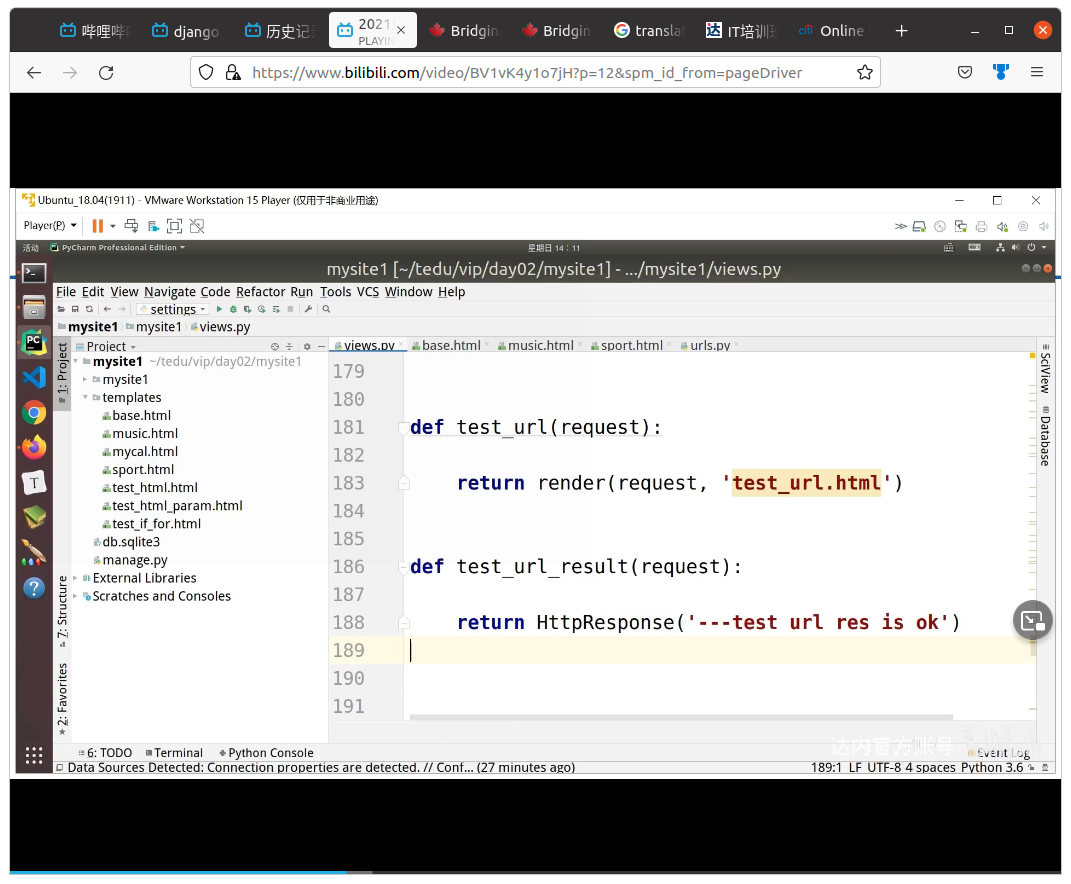 哔哩哔
django
历史记
2021
PLAYIN
Bridgin
Bridgin
transla
IT培训班
Online
https://www.bilibili.com/video/BV1vK4y1o7jH?p=12&spm_id_from=pageDriver
Ubuntu_18.04(1911) - VMware Workstation 15 Player (仅用于非商业用途)
Player(P)
活动 PyCharm Professional Edition 星期日 14：11
mysite1 [~/tedu/vip/day02/mysite1] - .../mysite1/views.py
File Edit View Navigate Code Refactor Run Tools VCS Window Help
settings
mysite1 mysite1 views.py
Project
views.py base.html music.html sport.html urls.py
mysite1 ~/tedu/vip/day02/mysite1
mysite1
templates
base.html
music.html
mycal.html
sport.html
test_html.html
test_html_param.html
test_if_for.html
db.sqlite3
manage.py
External Libraries
Scratches and Consoles
1: Project
7: Structure
2: Favorites
179
180
181 def test_url(request):
182
183 return render(request, 'test_url.html')
184
185
186 def test_url_result(request):
187
188 return HttpResponse('---test url res is ok')
189
190
191
SciView
Database
达内官方账号
6: TODO Terminal Python Console Event Log
Data Sources Detected: Connection properties are detected. // Conf... (27 minutes ago) 189:1 LF UTF-8 4 spaces Python 3.6